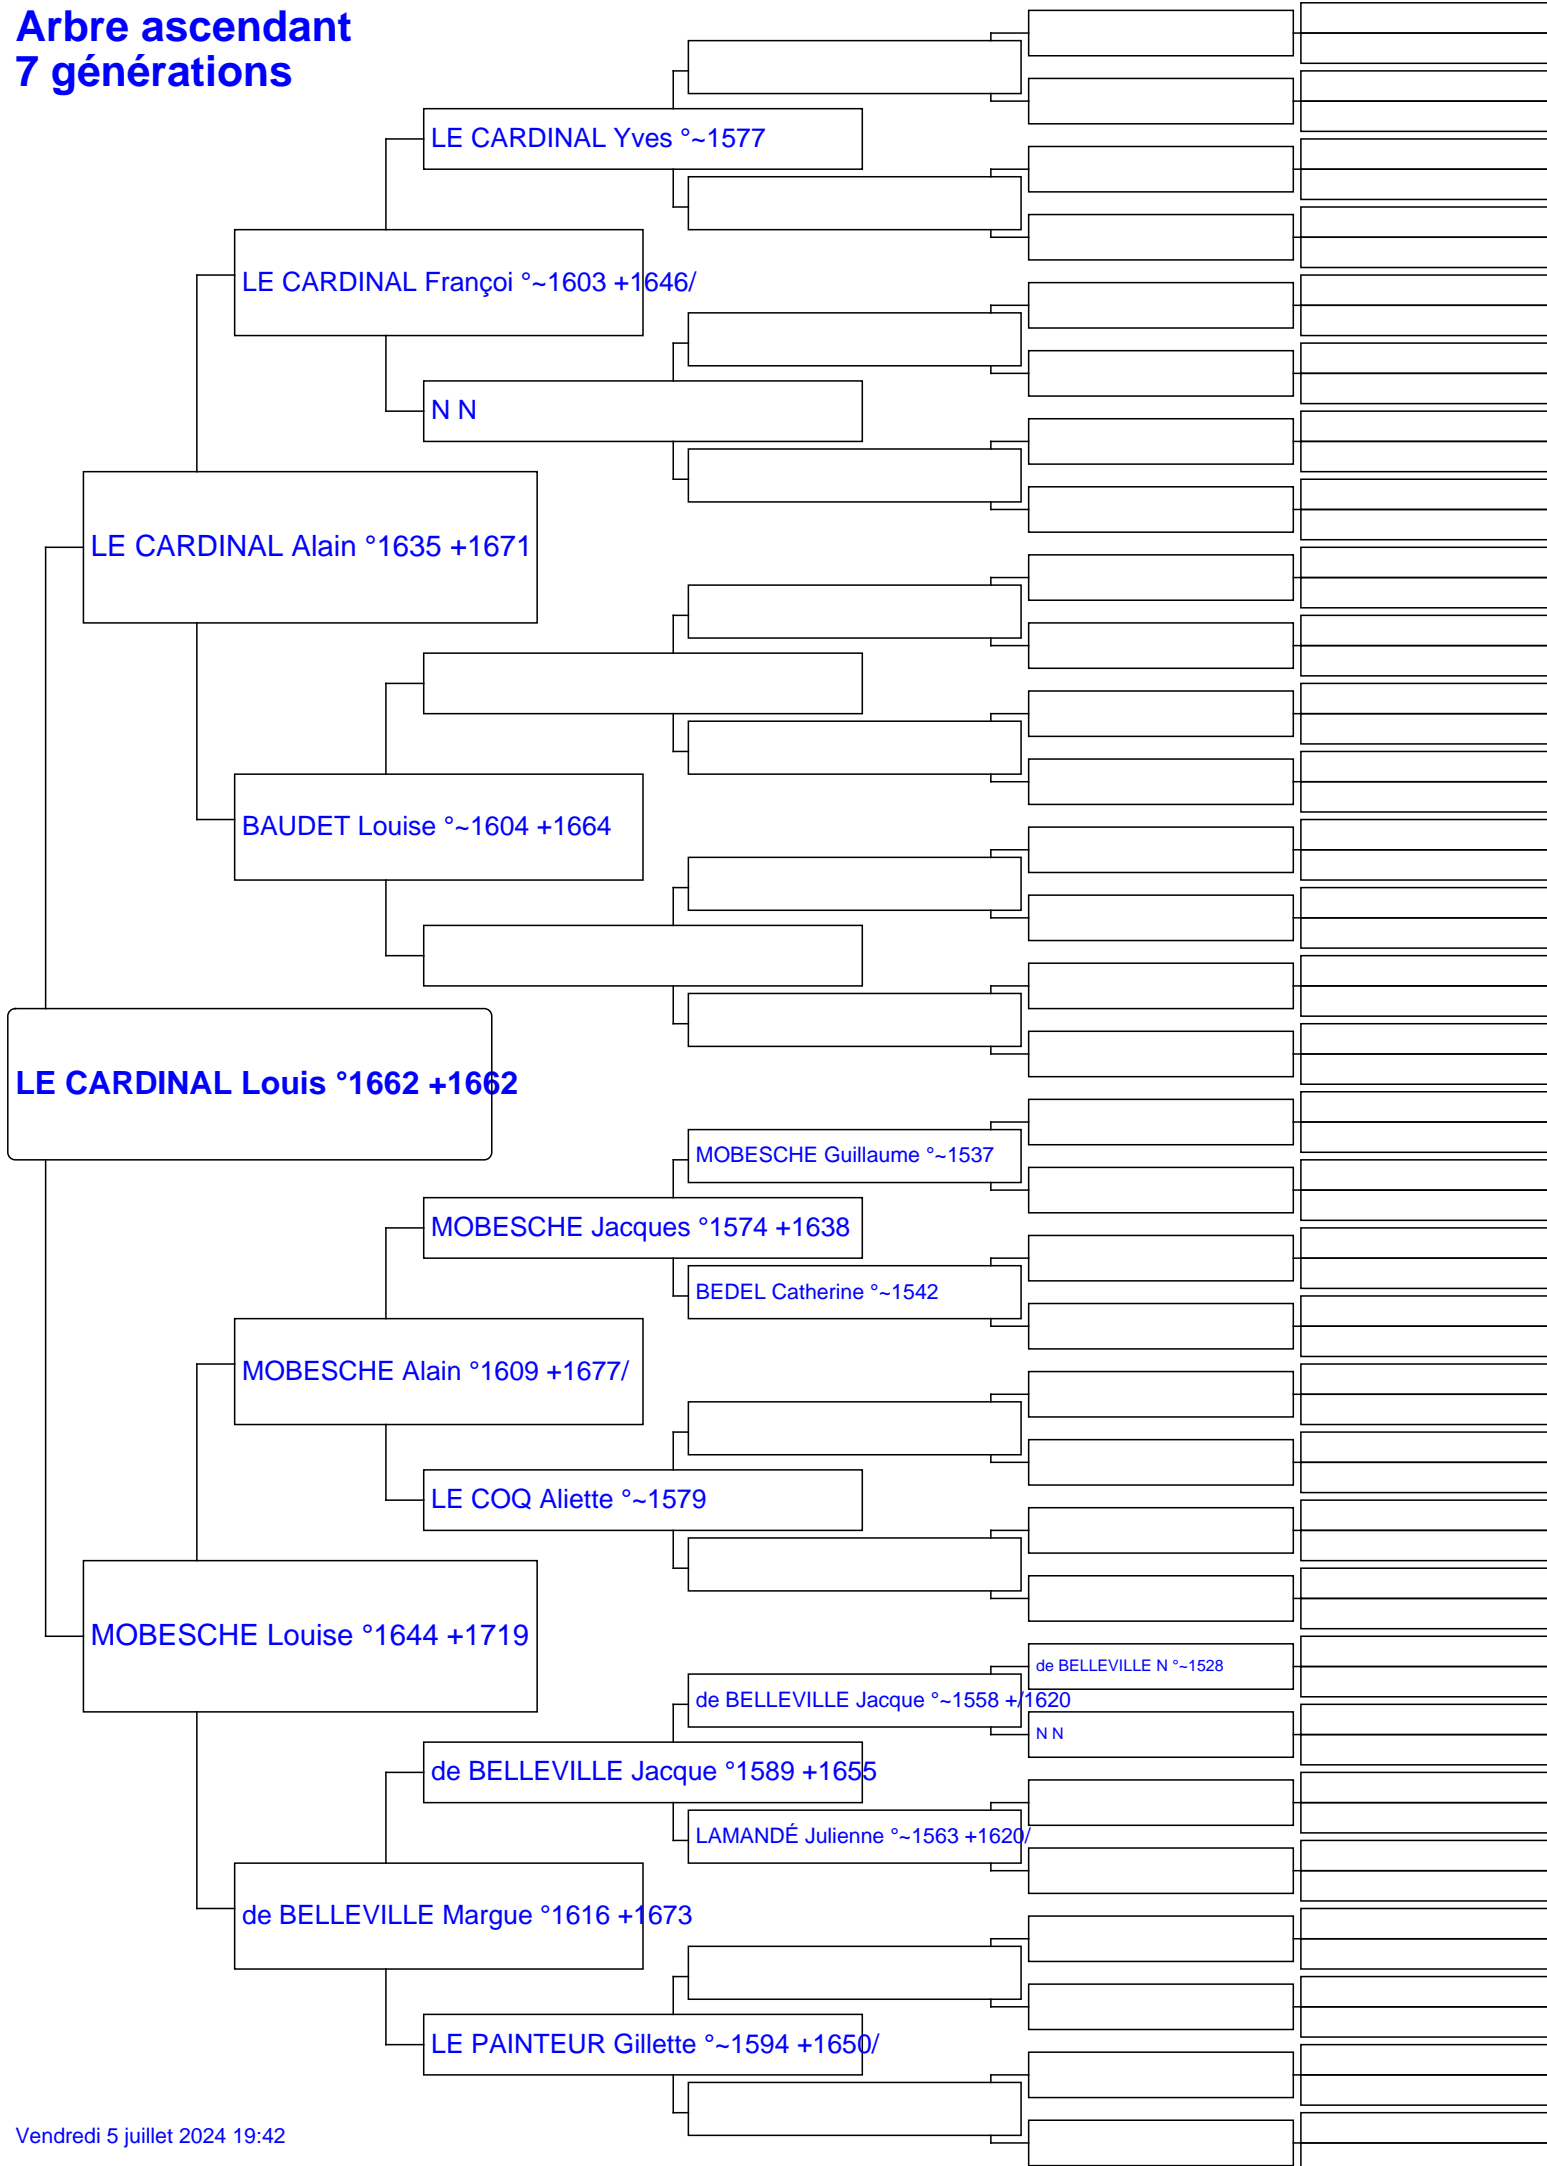 Arbre ascendant
7 générations
LE CARDINAL Yves °~1577
LE CARDINAL Françoi °~1603 +1646/
N N
LE CARDINAL Alain °1635 +1671
BAUDET Louise °~1604 +1664
LE CARDINAL Louis °1662 +1662
MOBESCHE Guillaume °~1537
MOBESCHE Jacques °1574 +1638
BEDEL Catherine °~1542
MOBESCHE Alain °1609 +1677/
LE COQ Aliette °~1579
MOBESCHE Louise °1644 +1719
de BELLEVILLE N °~1528
de BELLEVILLE Jacque °~1558 +/1620
N N
de BELLEVILLE Jacque °1589 +1655
LAMANDÉ Julienne °~1563 +1620/
de BELLEVILLE Margue °1616 +1673
LE PAINTEUR Gillette °~1594 +1650/
Vendredi 5 juillet 2024 19:42